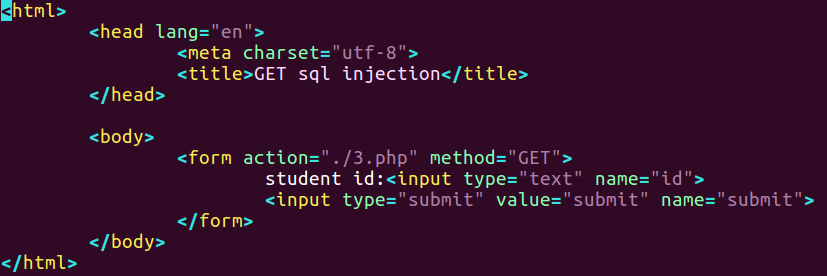 <html>
<head lang="en">
<meta charset="utf-8">
<title>GET sql injection</title>
</head>
<body>
<form action="./3.php" method="GET">
student id:<input type="text" name="id">
<input type="submit" value="submit" name="submit">
</form>
</body>
</html>